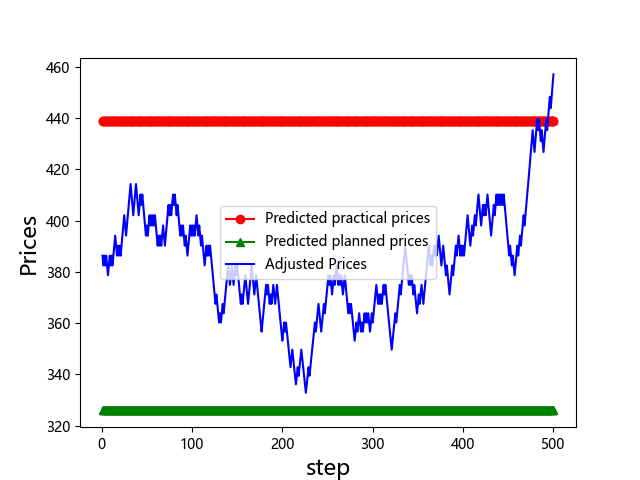 460
440
420
400
380
360
340
320
Prices
Predicted practical prices
Predicted planned prices
Adjusted Prices
0 100 200 300 400 500
step